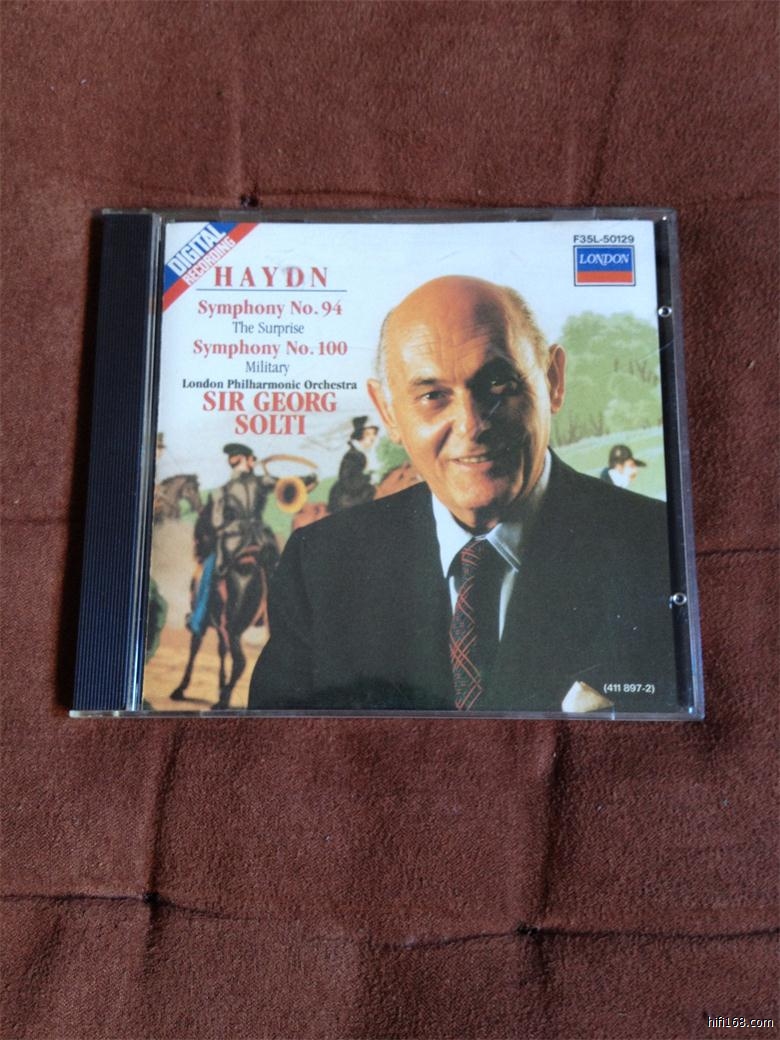 DIGITAL
RECORDING
F35L-50129
LONDON
HAYDN
Symphony No. 94
The Surprise
Symphony No. 100
Military
London Philharmonic Orchestra
SIR GEORG
SOLTI
(411 897-2)
hifi168.com